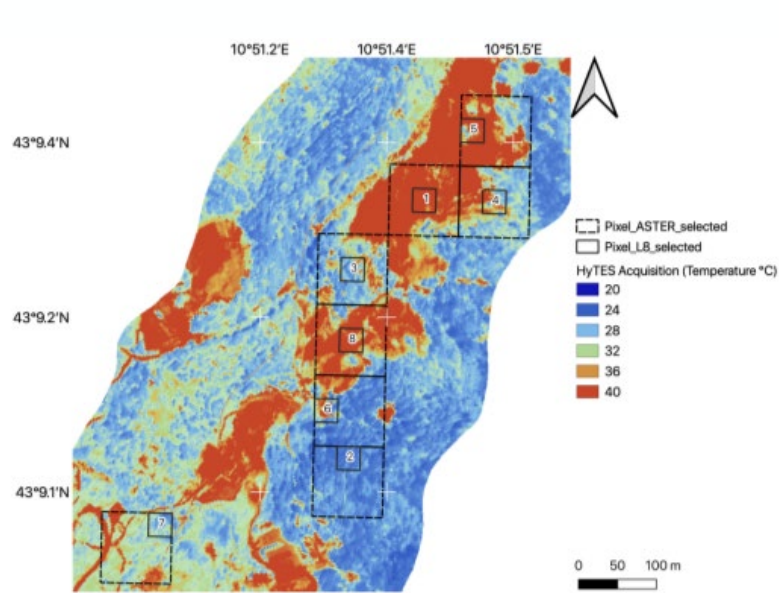 10°51.2'E 10°51.4'E 10°51.5'E
43°9.4'N
43°9.2'N
43°9.1'N
5
1
4
3
8
6
2
7
Pixel_ASTER_selected
Pixel_L8_selected
HyTES Acquisition (Temperature °C)
20
24
28
32
36
40
0 50 100 m